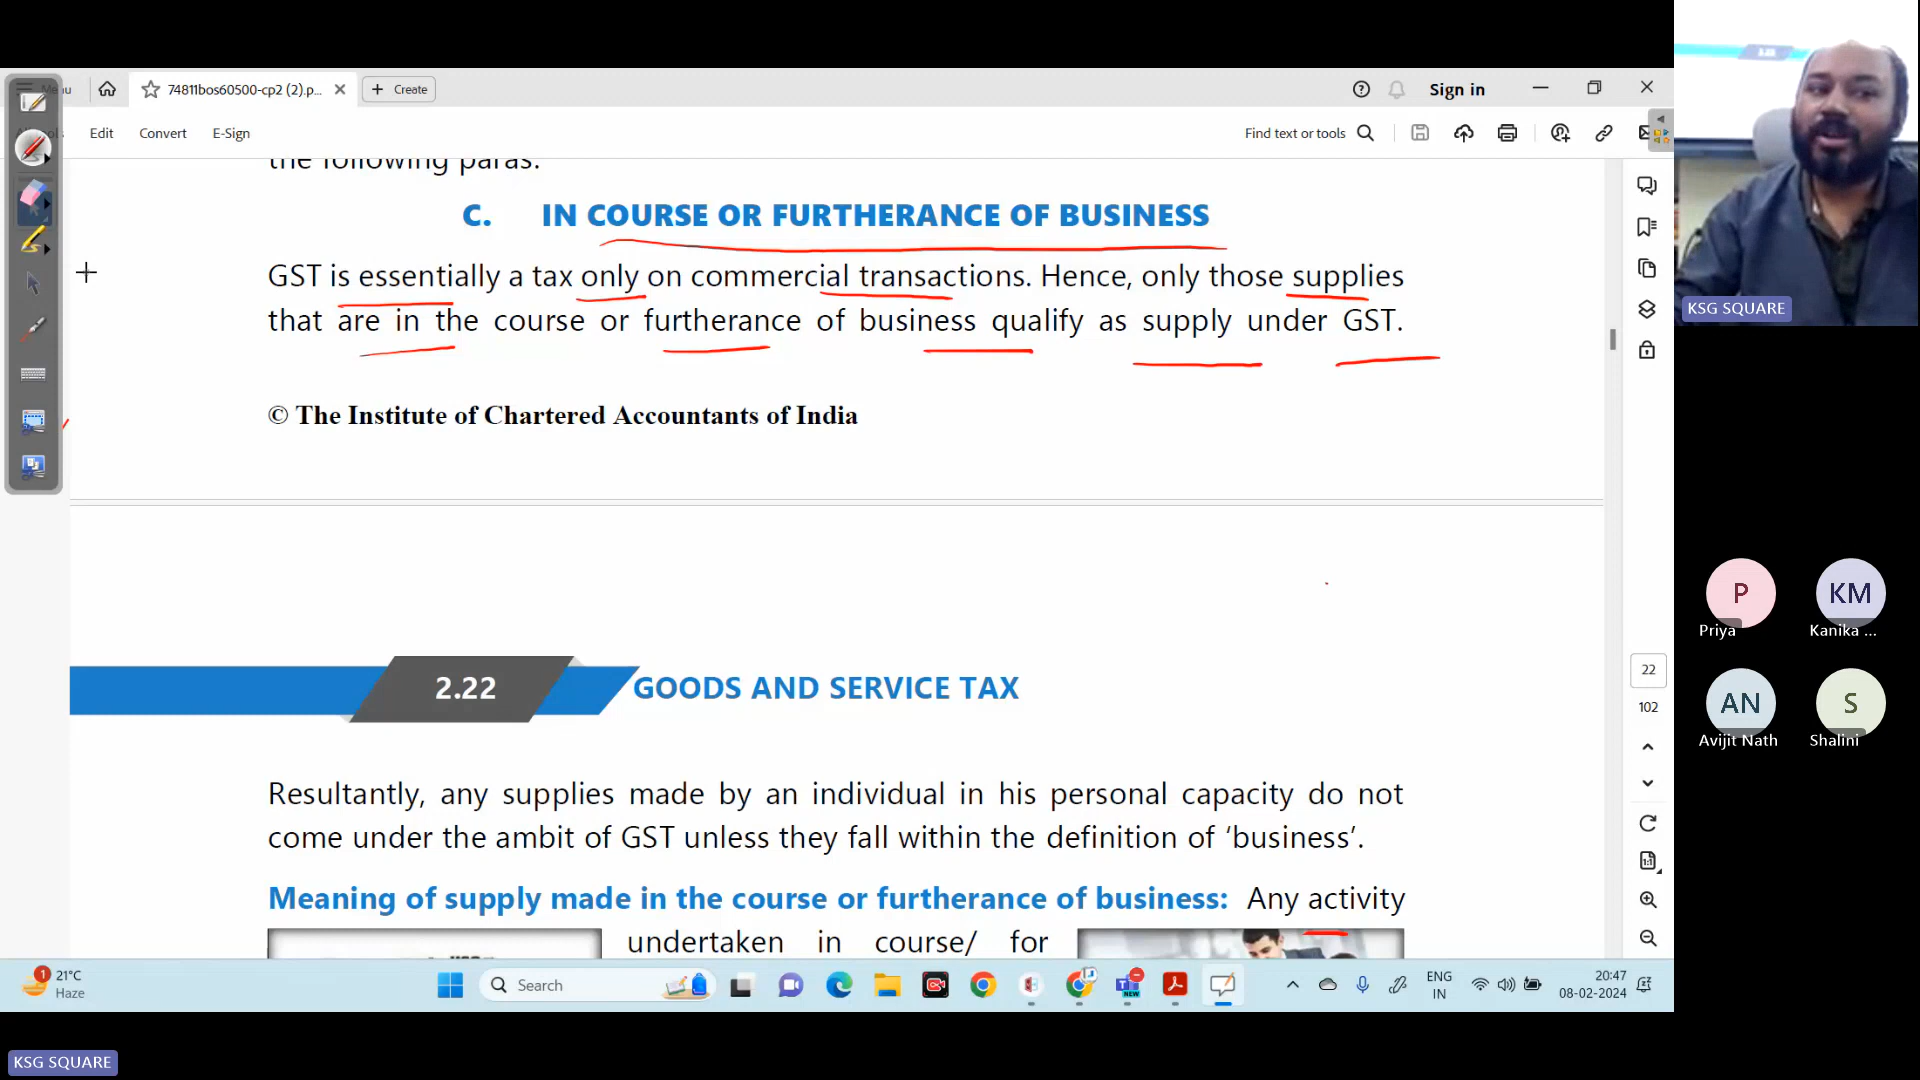 74811bos60500-cp2 (2).p...
Create
Sign in
Edit
Convert
E-Sign
Find text or tools
the following paras.
C. IN COURSE OR FURTHERANCE OF BUSINESS
GST is essentially a tax only on commercial transactions. Hence, only those supplies
that are in the course or furtherance of business qualify as supply under GST.
© The Institute of Chartered Accountants of India
2.22 GOODS AND SERVICE TAX
Resultantly, any supplies made by an individual in his personal capacity do not
come under the ambit of GST unless they fall within the definition of ‘business’.
Meaning of supply made in the course or furtherance of business: Any activity
undertaken in course/ for
22
102
KSG SQUARE
P
Priya
KM
Kanika ...
AN
Avijit Nath
S
Shalini
1
21°C
Haze
Search
NEW
ENG
IN
20:47
08-02-2024
KSG SQUARE